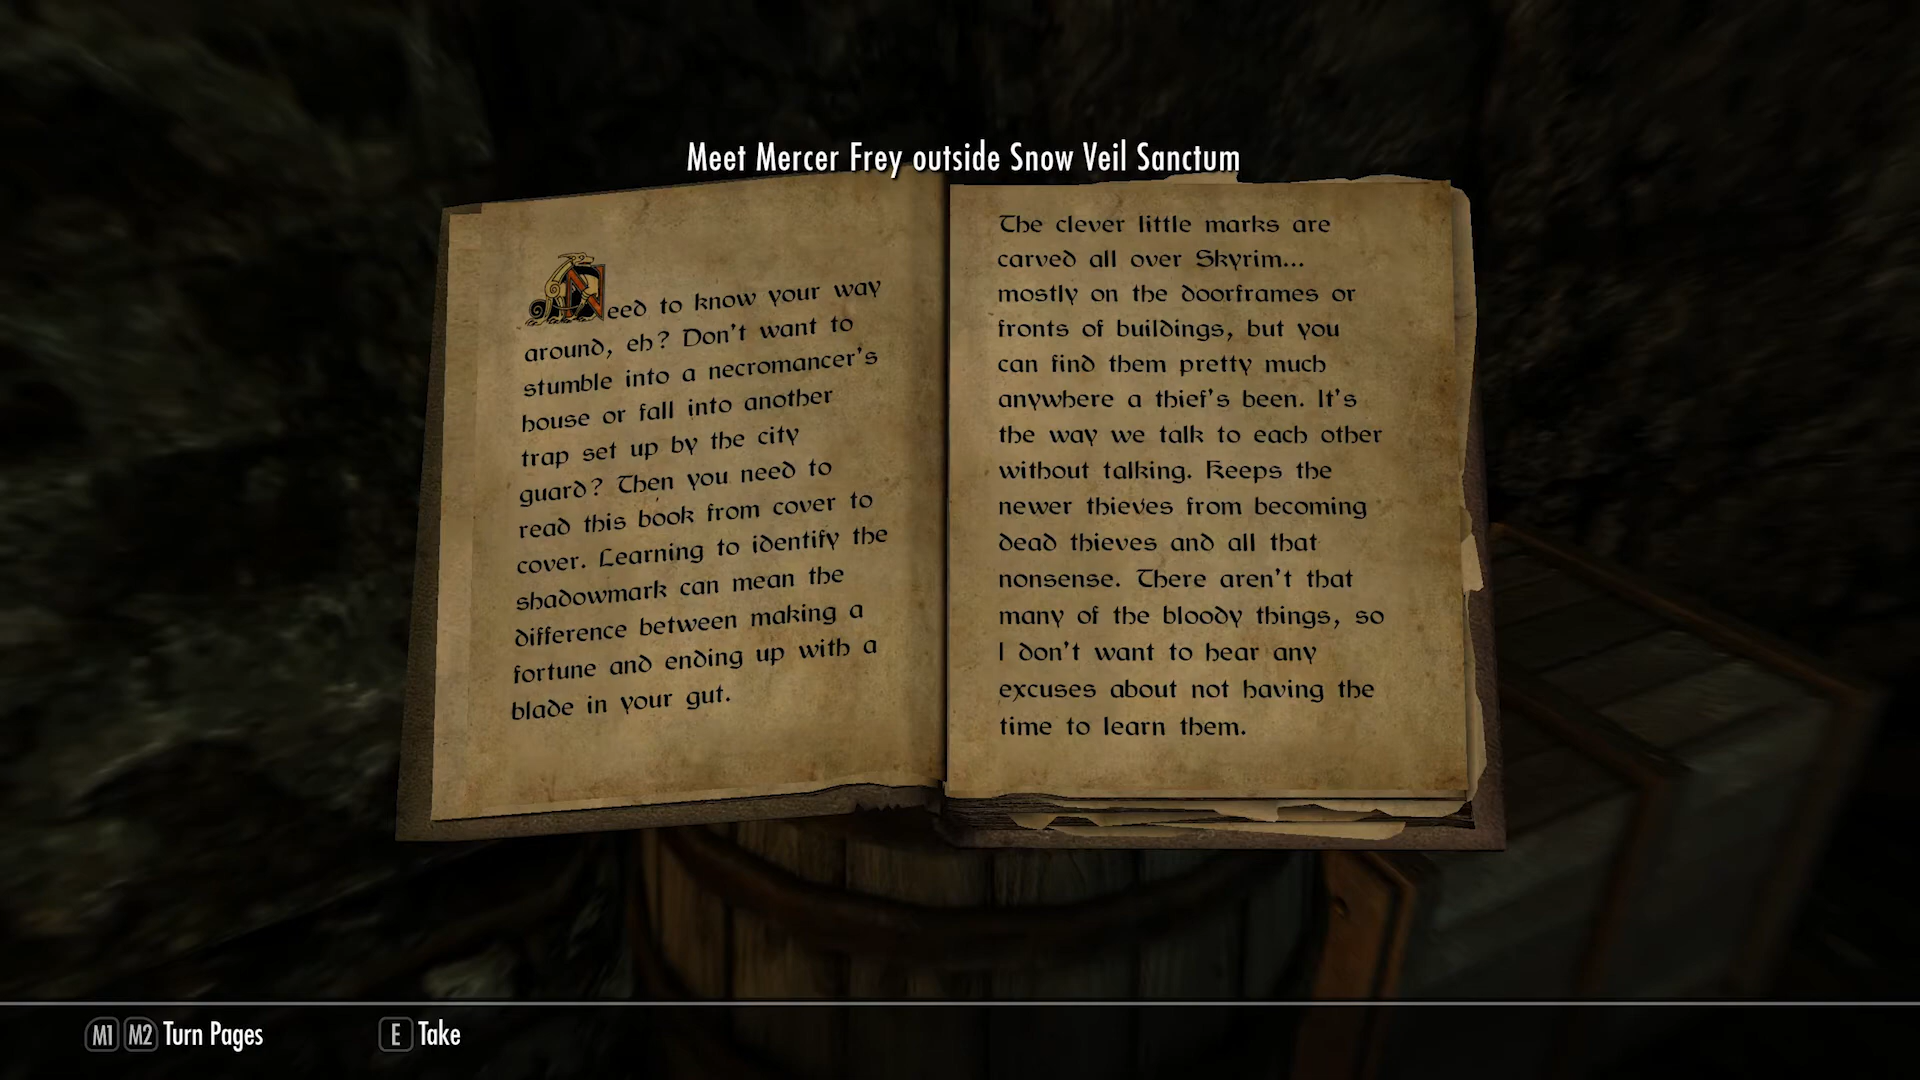 Meet Mercer Frey outside Snow Veil Sanctum
Need to know your way
around, eh? Don't want to
stumble into a necromancer's
house or fall into another
trap set up by the city
guard? Then you need to
read this book from cover to
cover. Learning to identify the
shadowmark can mean the
difference between making a
fortune and ending up with a
blade in your gut.
The clever little marks are
carved all over Skyrim...
mostly on the doorframes or
fronts of buildings, but you
can find them pretty much
anywhere a thief's been. It's
the way we talk to each other
without talking. Keeps the
newer thieves from becoming
dead thieves and all that
nonsense. There aren't that
many of the bloody things, so
I don't want to hear any
excuses about not having the
time to learn them.
M1 M2 Turn Pages
E Take